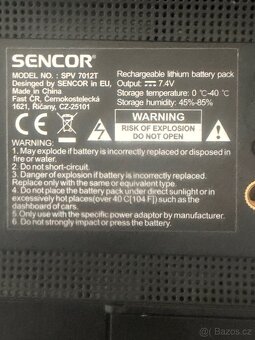 SENCOR
MODEL NO. : SPV 7012T
Desinged by SENCOR in EU,
Made in China
Fast CR, Černokostelecká
1621, Říčany, CZ-25101
Rechargeable lithium battery pack
Output: 7.4V
Storage temperature: 0 ℃-40 ℃
Storage humidity: 45%-85%
WARNING
RISK OF EXPLOSION
DO NOT OPEN
WARNING:
1. May explode if battery is incorrectly replaced or disposed in
fire or warm.
2. Do not short-circuit.
3. Danger of explosion if battery is incorrectly replaced.
Replace only with the same or equivalent type.
4. Do not place the battery pack under direct sunlight or in
excessively hot places(over 40 C[104 F]) such as the
dashboard of cars.
5. Only use the specific power adaptor by manufacturer.
6. Do not strongly impact or press the battery.
bazos.cz